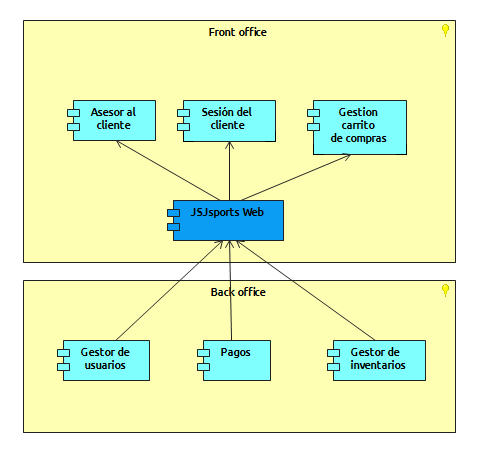 Front office
Asesor al
cliente
Sesión del
cliente
Gestion
carrito
de compras
JSJsports Web
Back office
Gestor de
usuarios
Pagos
Gestor de
inventarios